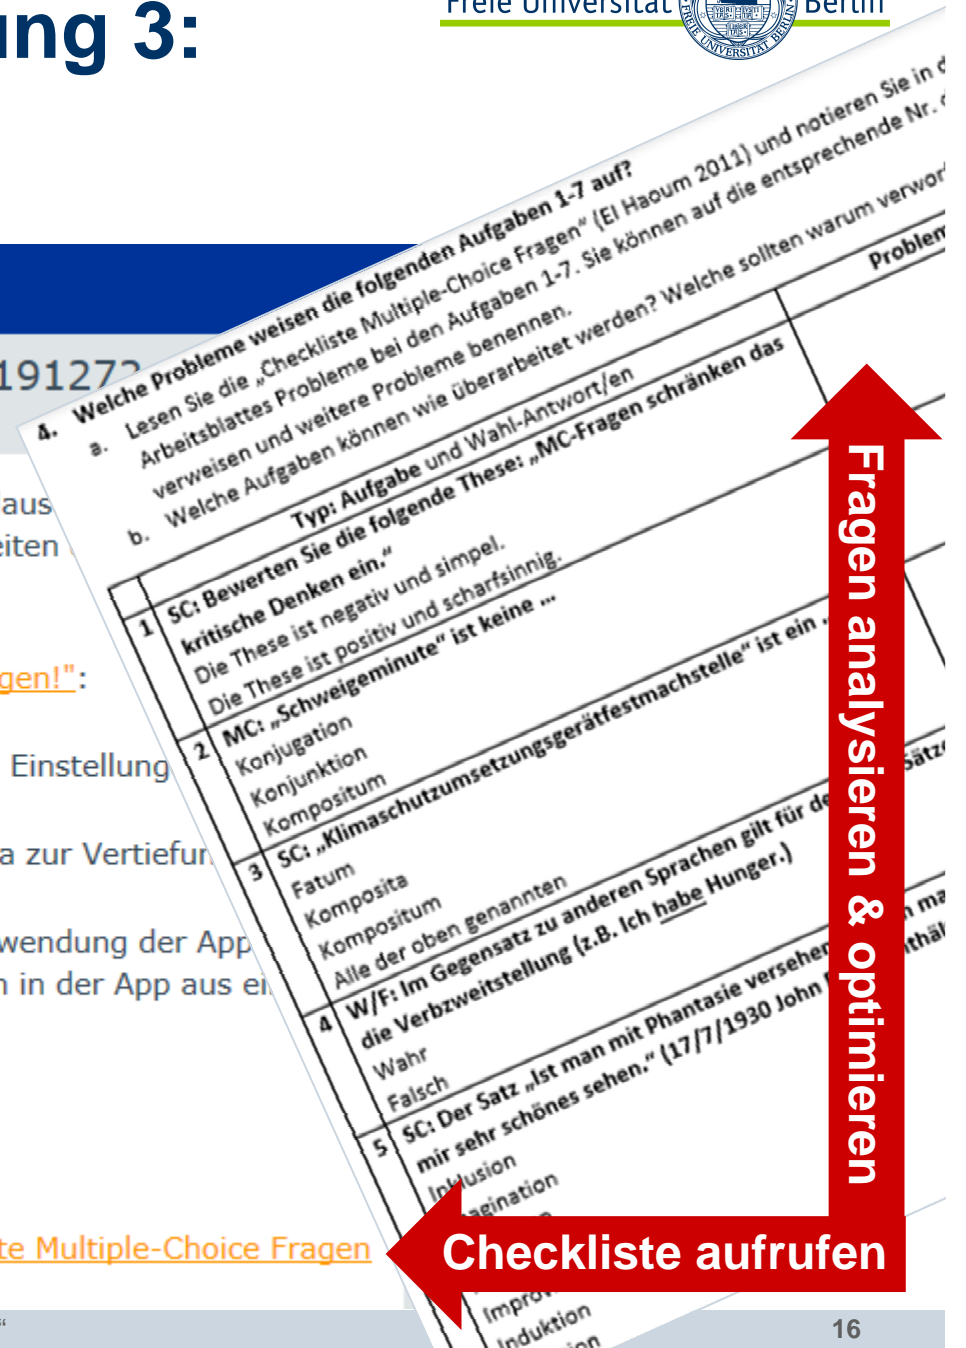 ung 3:
Freie Universität Berlin
191272
4. Welche Probleme weisen die folgenden Aufgaben 1-7 auf?
a. Lesen Sie die „Checkliste Multiple-Choice Fragen“ (El Haoum 2011) und notieren Sie in d
Arbeitsblattes Probleme bei den Aufgaben 1-7. Sie können auf die entsprechende Nr.
verweisen und weitere Probleme benennen.
b. Welche Aufgaben können wie überarbeitet werden? Welche sollten warum verwor
Typ: Aufgabe und Wahl-Antwort/en
Problem
1 SC: Bewerten Sie die folgende These: „MC-Fragen schränken das
kritische Denken ein.“
Die These ist negativ und simpel.
Die These ist positiv und scharfsinnig.
2 MC: „Schweigeminute“ ist keine ...
Konjugation
Konjunktion
Kompositum
3 SC: „Klimaschutzumsetzungsgerätfestmachstelle“ ist ein
Fatum
Komposita
Kompositum
Alle der oben genannten
4 W/F: Im Gegensatz zu anderen Sprachen gilt für de Sätze
die Verbzweitstellung (z.B. Ich habe Hunger.)
Wahr
Falsch
5 SC: Der Satz „Ist man mit Phantasie versehen ma
mir sehr schönes sehen.“ (17/7/1930 John thäl
Inklusion
agination
Improv
Induktion
ion
aus
eiten
gen!":
Einstellung
a zur Vertiefun
wendung der App
n in der App aus ei
te Multiple-Choice Fragen
Fragen analysieren & optimieren
Checkliste aufrufen
“
16